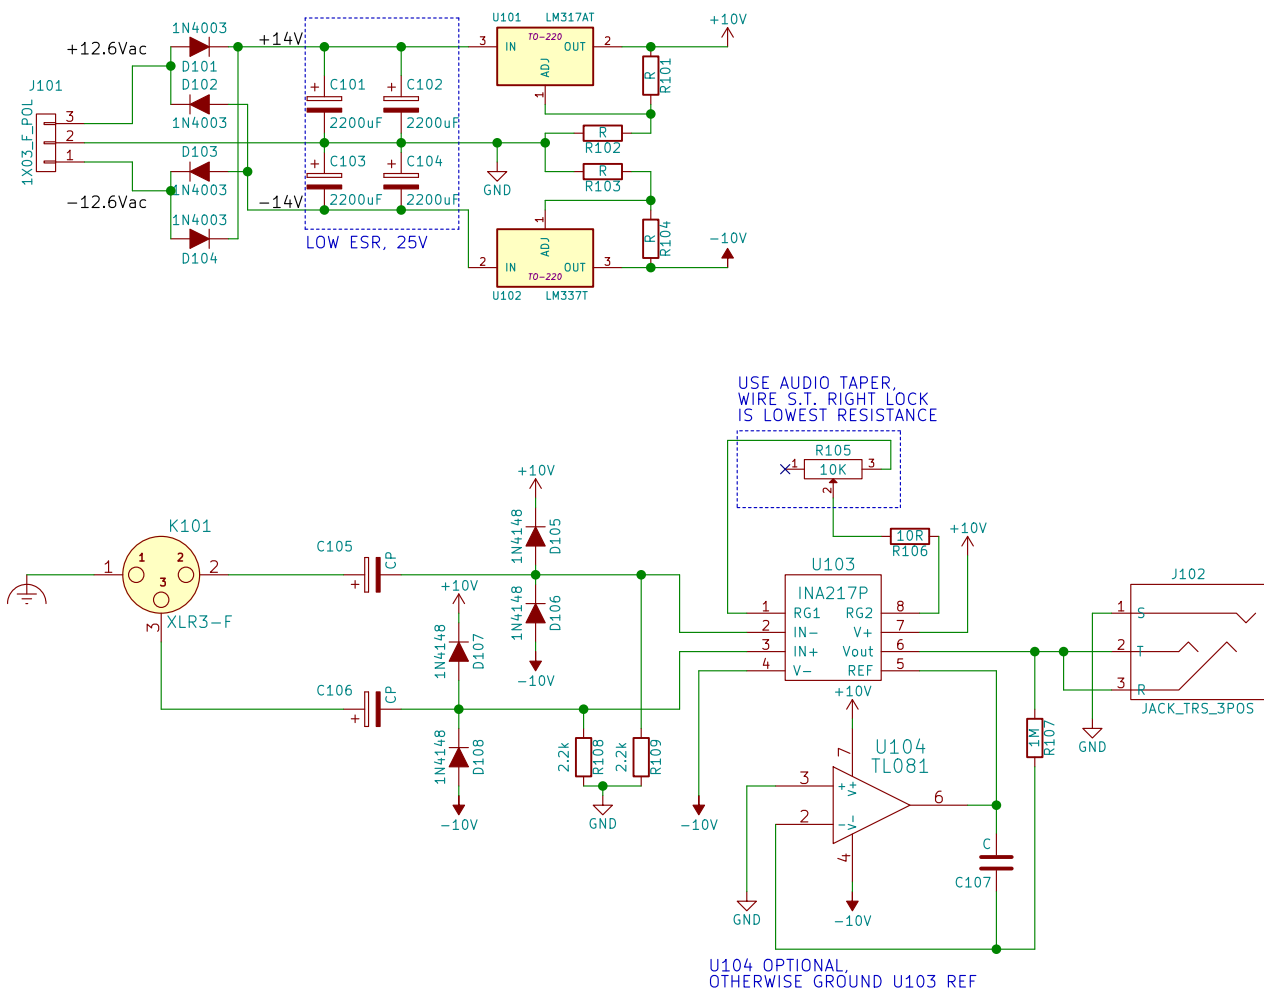 1N4003
D101
+12.6Vac
+14V
U101
LM317AT
TO-220
3
IN
OUT
2
ADJ
1
+10V
R
R101
J101
1X03_F_POL
3
2
1
D102
1N4003
D103
1N4003
-12.6Vac
1N4003
D104
-14V
+
C101
2200uF
+
C102
2200uF
+
C103
2200uF
+
C104
2200uF
LOW ESR, 25V
GND
R
R102
R
R103
1
ADJ
2
IN
OUT
3
TO-220
U102
LM337T
R
R104
-10V
USE AUDIO TAPER,
WIRE S.T. RIGHT LOCK
IS LOWEST RESISTANCE
R105
1
10K
3
2
10R
R106
+10V
K101
1
1
2
2
3
3
XLR3-F
C105
+
CP
C106
+
CP
+10V
1N4148
D105
1N4148
D106
-10V
+10V
1N4148
D107
1N4148
D108
-10V
2.2k
R108
2.2k
R109
GND
U103
INA217P
1
RG1
RG2
8
2
IN-
V+
7
3
IN+
Vout
6
4
V-
REF
5
-10V
+10V
U104
TL081
7
3
+
V+
6
2
-
V-
4
-10V
GND
C
C107
1M
R107
J102
1
S
2
T
3
R
JACK_TRS_3POS
GND
U104 OPTIONAL,
OTHERWISE GROUND U103 REF